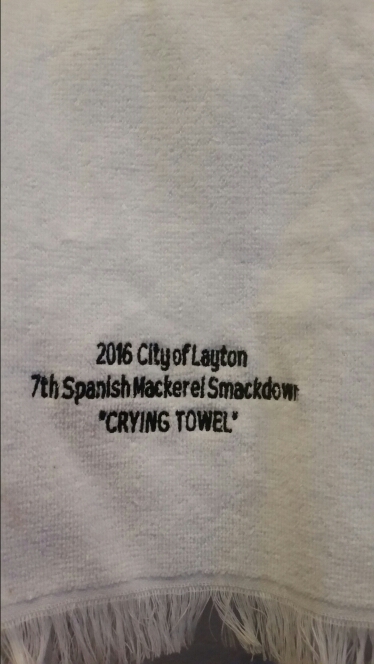 2016 City of Layton
7th Spanish Mackerel Smackdown
"CRYING TOWEL"